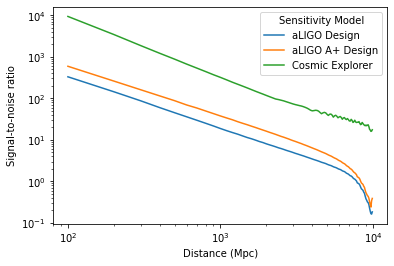 Signal-to-noise ratio
10⁴
10³
10²
10¹
10⁰
10⁻¹
Sensitivity Model
aLIGO Design
aLIGO A+ Design
Cosmic Explorer
10² 10³ 10⁴
Distance (Mpc)